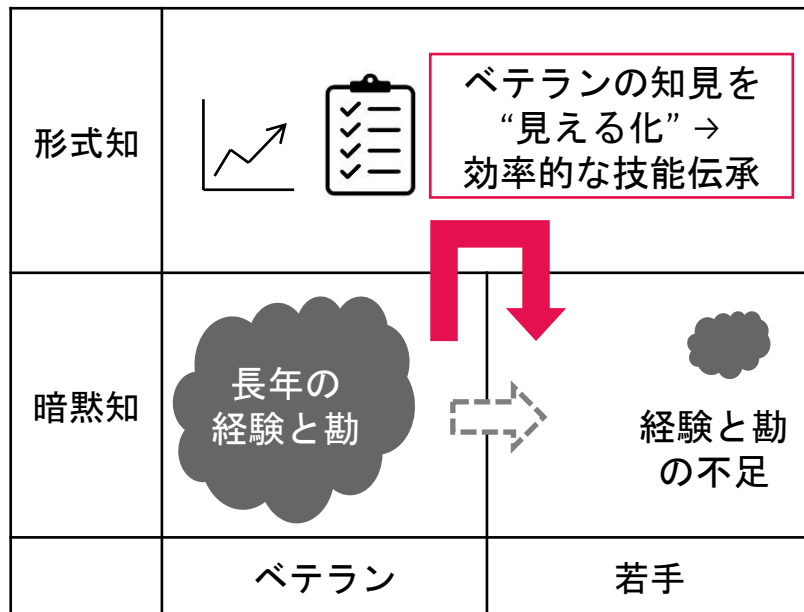 形式知
ベテランの知見を
“見える化” →
効率的な技能伝承
暗黙知
長年の
経験と勘
経験と勘
の不足
ベテラン
若手